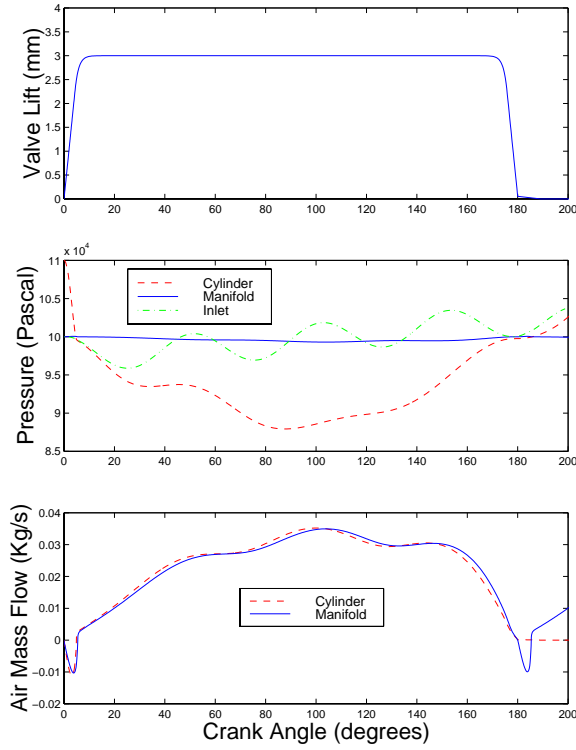 4
3.5
3
2.5
2
1.5
1
0.5
0
Valve Lift (mm)
0 20 40 60 80 100 120 140 160 180 200
x 10⁴
11
10.5
10
9.5
9
8.5
Pressure (Pascal)
Cylinder
Manifold
Inlet
0 20 40 60 80 100 120 140 160 180 200
0.04
0.03
0.02
0.01
0
−0.01
−0.02
Air Mass Flow (Kg/s)
Cylinder
Manifold
0 20 40 60 80 100 120 140 160 180 200
Crank Angle (degrees)